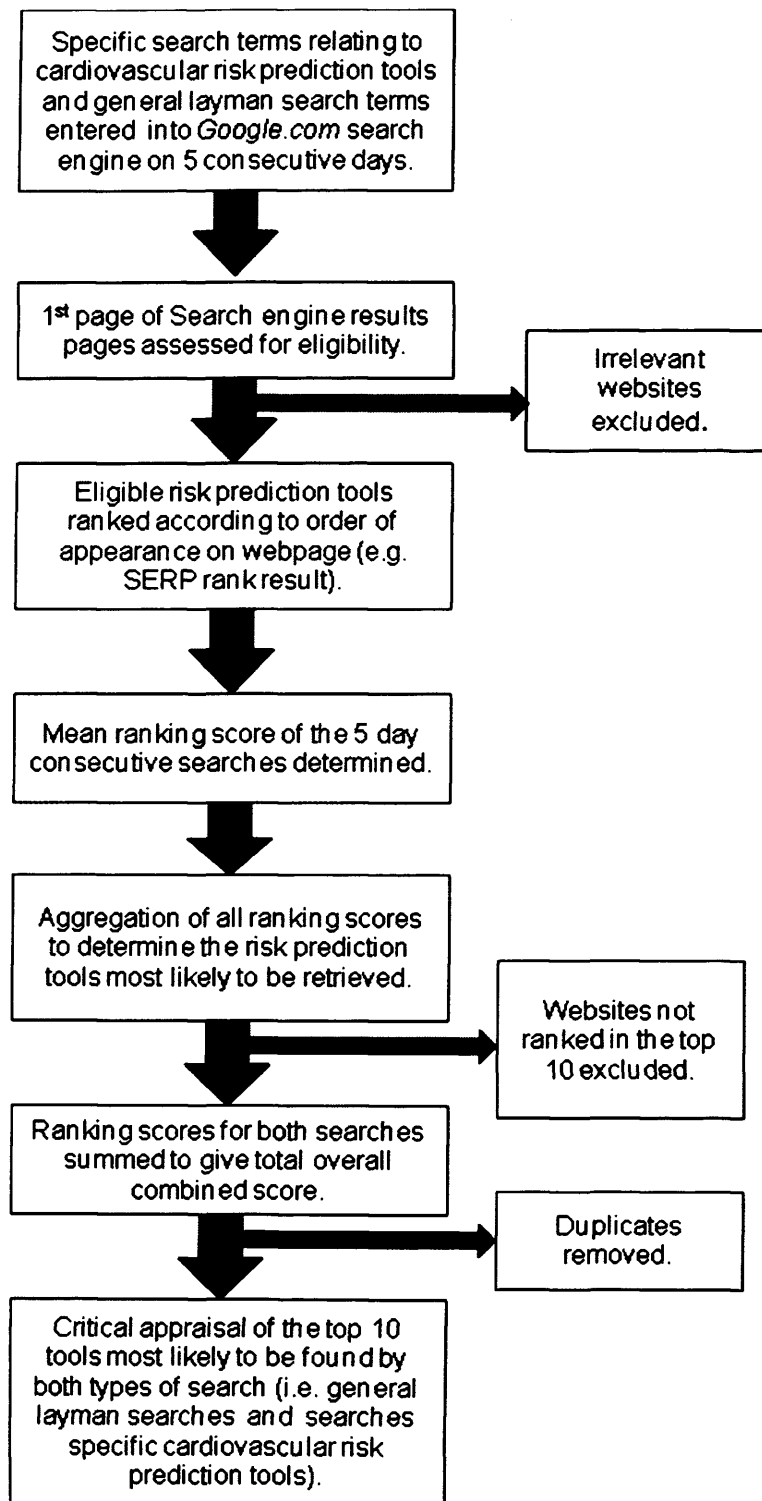 Specific search terms relating to
cardiovascular risk prediction tools
and general layman search terms
entered into Google.com search
engine on 5 consecutive days.
1st page of Search engine results
pages assessed for eligibility.
Irrelevant
websites
excluded.
Eligible risk prediction tools
ranked according to order of
appearance on webpage (e.g.
SERP rank result).
Mean ranking score of the 5 day
consecutive searches determined.
Aggregation of all ranking scores
to determine the risk prediction
tools most likely to be retrieved.
Websites not
ranked in the top
10 excluded.
Ranking scores for both searches
summed to give total overall
combined score.
Duplicates
removed.
Critical appraisal of the top 10
tools most likely to be found by
both types of search (i.e. general
layman searches and searches
specific cardiovascular risk
prediction tools).